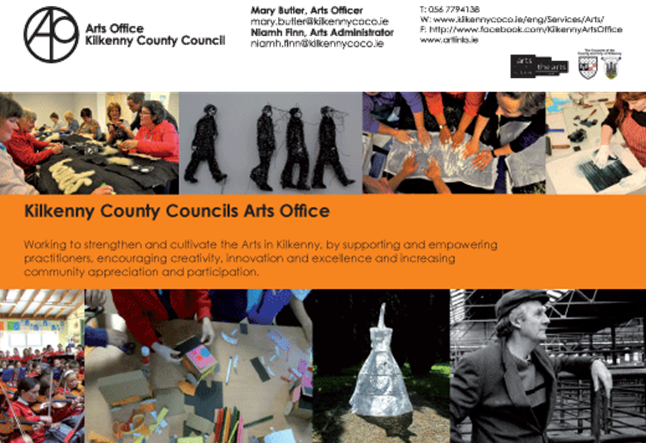 Arts Office
Kilkenny County Council
Mary Butler, Arts Officer
mary.butler@kilkennycoco.ie
Niamh Finn, Arts Administrator
niamh.finn@kilkennycoco.ie
T: 056 7794138
W: www.kilkennycoco.ie/eng/Services/Arts/
F: http://www.facebook.com/KilkennyArtsOffice
www.artlinks.ie
arts
the arts
Kilkenny County Councils Arts Office
Working to strengthen and cultivate the Arts in Kilkenny, by supporting and empowering
practitioners, encouraging creativity, innovation and excellence and increasing
community appreciation and participation.